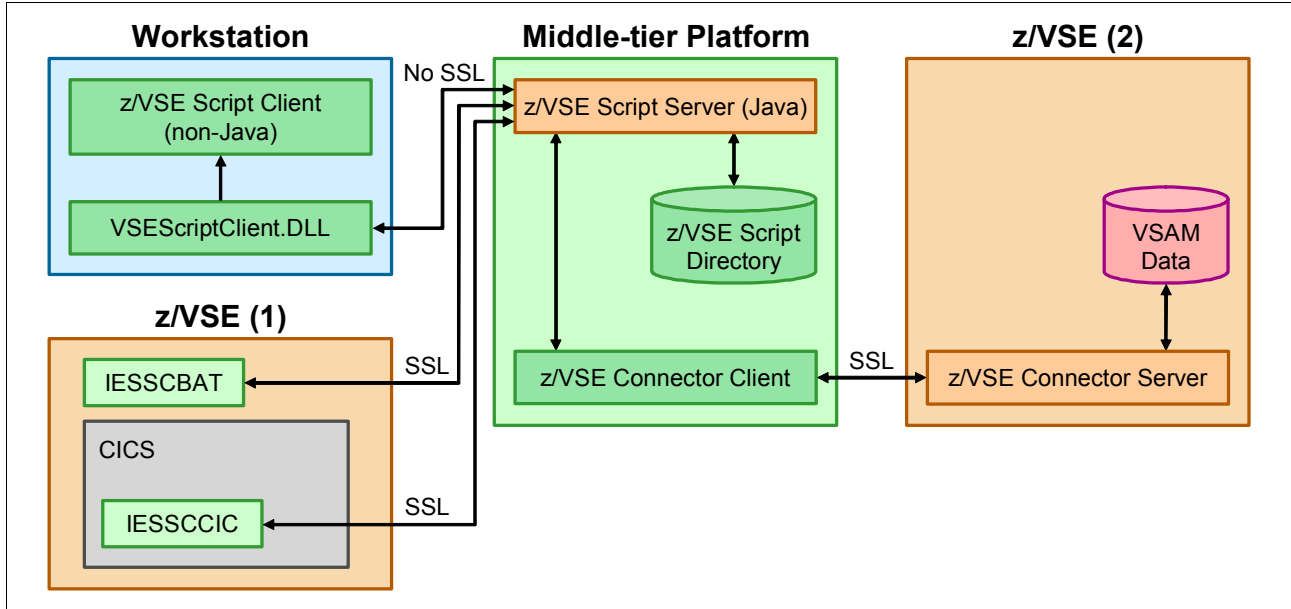 Workstation
Middle-tier Platform
z/VSE (2)
No SSL
z/VSE Script Client
(non-Java)
z/VSE Script Server (Java)
VSEScriptClient.DLL
z/VSE Script
Directory
VSAM
Data
z/VSE (1)
IESSCBAT
SSL
z/VSE Connector Client
SSL
z/VSE Connector Server
CICS
IESSCCIC
SSL